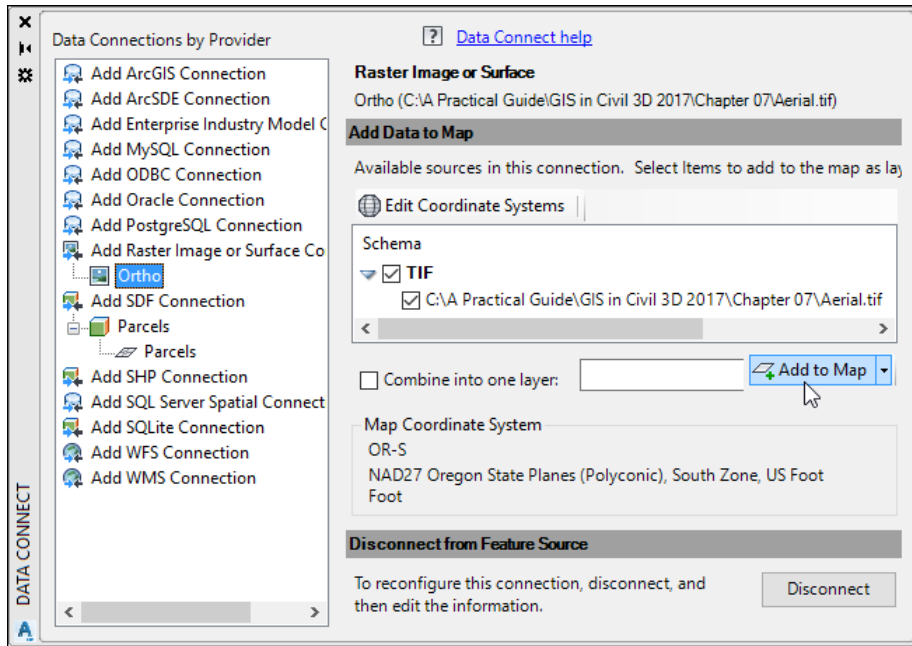 Data Connections by Provider
? Data Connect help
Add ArcGIS Connection
Add ArcSDE Connection
Add Enterprise Industry Model C
Add MySQL Connection
Add ODBC Connection
Add Oracle Connection
Add PostgreSQL Connection
Add Raster Image or Surface Co
Ortho
Add SDF Connection
Parcels
Parcels
Add SHP Connection
Add SQL Server Spatial Connect
Add SQLite Connection
Add WFS Connection
Add WMS Connection
Raster Image or Surface
Ortho (C:\A Practical Guide\GIS in Civil 3D 2017\Chapter 07\Aerial.tif)
Add Data to Map
Available sources in this connection. Select Items to add to the map as lay
Edit Coordinate Systems
Schema
TIF
C:\A Practical Guide\GIS in Civil 3D 2017\Chapter 07\Aerial.tif
Combine into one layer:
Add to Map
Map Coordinate System
OR-S
NAD27 Oregon State Planes (Polyconic), South Zone, US Foot
Foot
Disconnect from Feature Source
To reconfigure this connection, disconnect, and
then edit the information.
Disconnect
DATA CONNECT